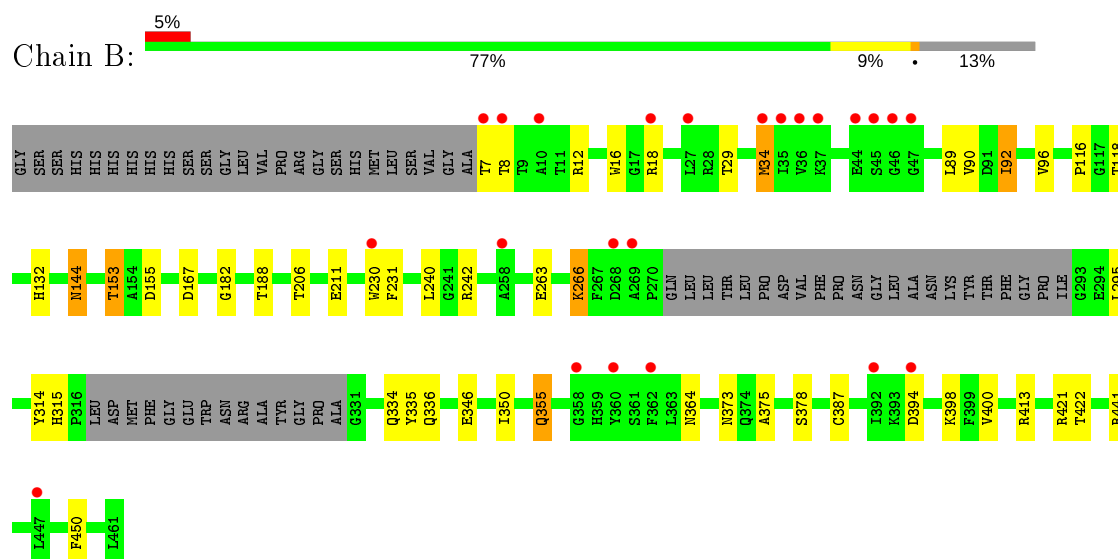 5%
Chain B:
77% 9% • 13%
GLY SER SER HIS HIS HIS HIS HIS HIS SER SER GLY LEU VAL PRO ARG GLY SER HIS MET LEU SER VAL GLY ALA T7 T8 T9 A10 T11 R12 W16 G17 R18 L27 R28 T29 M34 I35 V36 K37 E44 S45 G46 G47 L89 V90 D91 I92 V96 P116 G117 T118
H132 N144 T153 A154 D155 D167 G182 T188 T206 E211 W230 F231 L240 G241 R242 A258 E263 K266 F267 D268 A269 P270 GLN LEU LEU THR LEU PRO ASP VAL PHE PRO ASN GLY LEU ALA ASN LYS TYR THR PHE GLY PRO ILE G293 E294 L295
Y314 H315 P316 LEU ASP MET PHE GLY GLU TRP ASN ARG ALA TYR GLY PRO ALA G331 Q334 Y335 Q336 E346 I350 Q355 G358 H359 Y360 S361 F362 L363 N364 N373 Q374 A375 S378 C387 I392 K393 D394 K398 F399 V400 R413 R421 T422 R441
L447 F450 L461